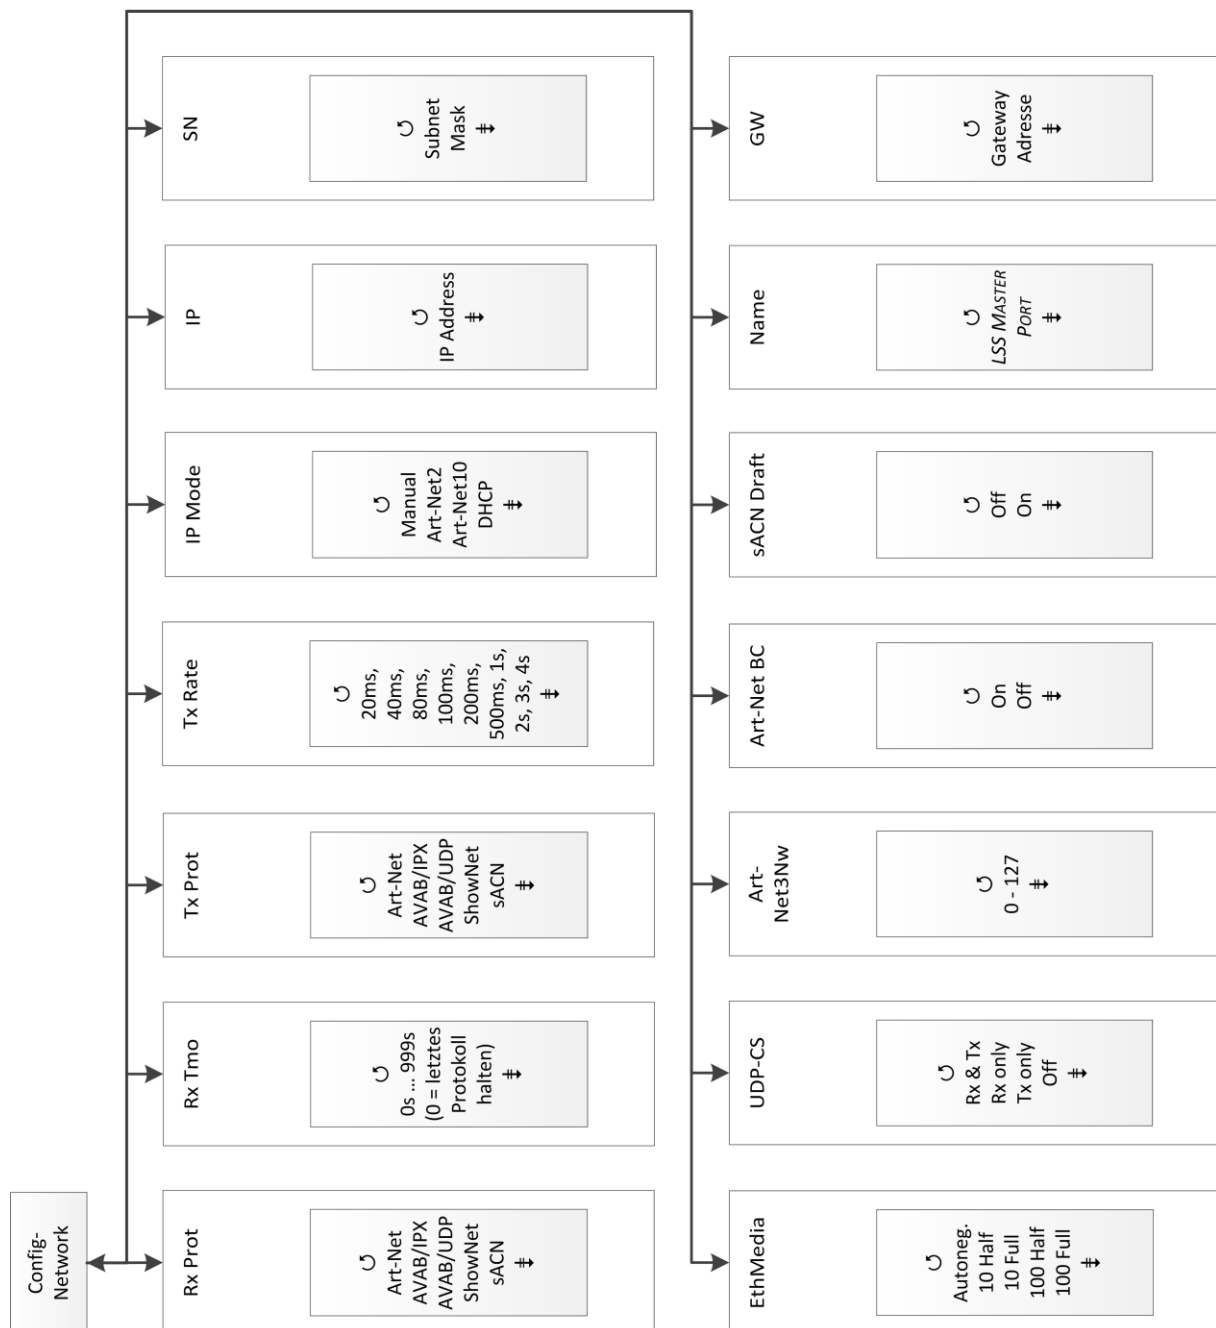 Config-
Network
Rx Prot
Art-Net
AVAB/IPX
AVAB/UDP
ShowNet
sACN
Rx Tmo
0s ... 999s
(0 = letztes
Protokoll
halten)
Tx Prot
Art-Net
AVAB/IPX
AVAB/UDP
ShowNet
sACN
Tx Rate
20ms,
40ms,
80ms,
100ms,
200ms,
500ms, 1s,
2s, 3s, 4s
IP Mode
Manual
Art-Net2
Art-Net10
DHCP
IP
IP Address
SN
Subnet
Mask
EthMedia
Autoneg.
10 Half
10 Full
100 Half
100 Full
UDP-CS
Rx & Tx
Rx only
Tx only
Off
Art-
Net3Nw
0 - 127
Art-Net BC
On
Off
sACN Draft
Off
On
Name
LSS MASTER
PORT
GW
Gateway
Adresse